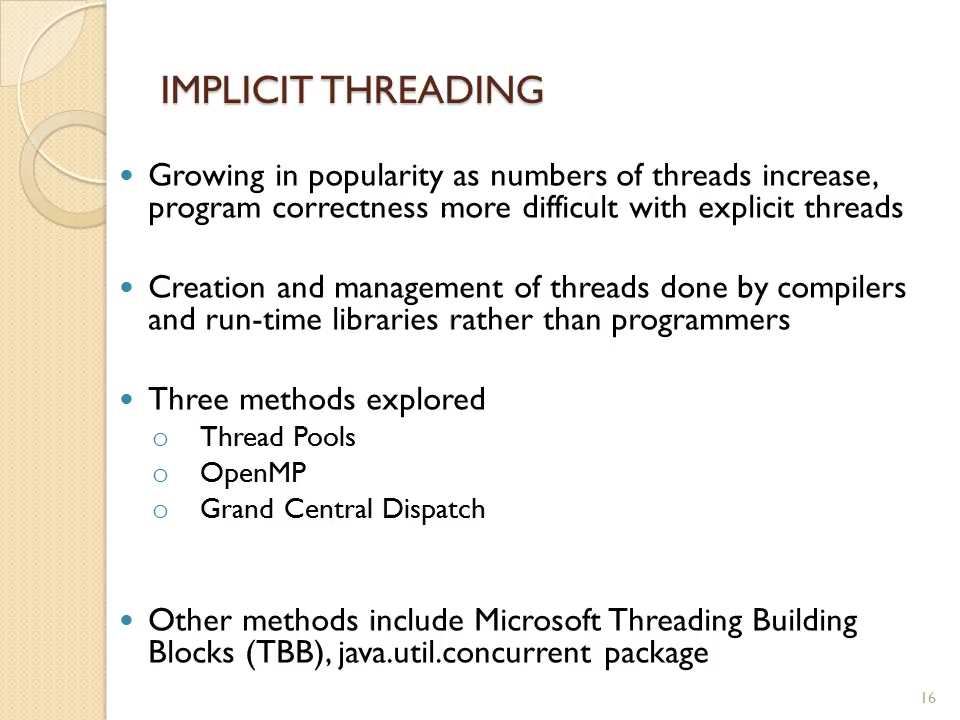 IMPLICIT THREADING
• Growing in popularity as numbers of threads increase,
program correctness more difficult with explicit threads
• Creation and management of threads done by compilers
and run-time libraries rather than programmers
• Three methods explored
o Thread Pools
o OpenMP
o Grand Central Dispatch
• Other methods include Microsoft Threading Building
Blocks (TBB), java.util.concurrent package
16